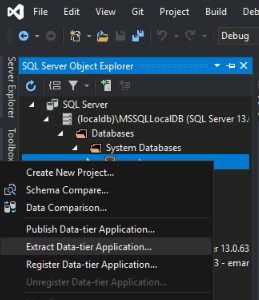 File Edit View Git Project
Debug
Server Explorer
Toolbox
SQL Server Object Explorer
SQL Server
(localdb)\MSSQLLocalDB (SQL Server 13.0
Databases
System Databases
Create New Project...
Schema Compare...
Data Comparison...
Publish Data-tier Application...
Extract Data-tier Application...
er 13.0.63
Register Data-tier Application...
3 - emar
Unregister Data-tier Application...